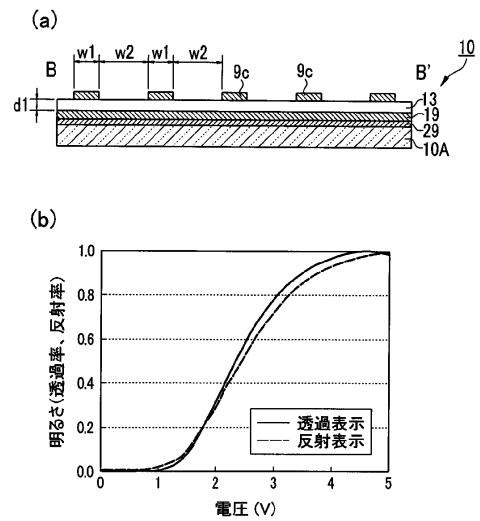 (a)
w1 w2 w1 w2
B 9c 9c B' 10
d1
13
19
29
10A
(b)
明るさ(透過率、反射率)
1.0
0.8
0.6
0.4
0.2
0.0
透過表示
反射表示
0 1 2 3 4 5
電圧(V)